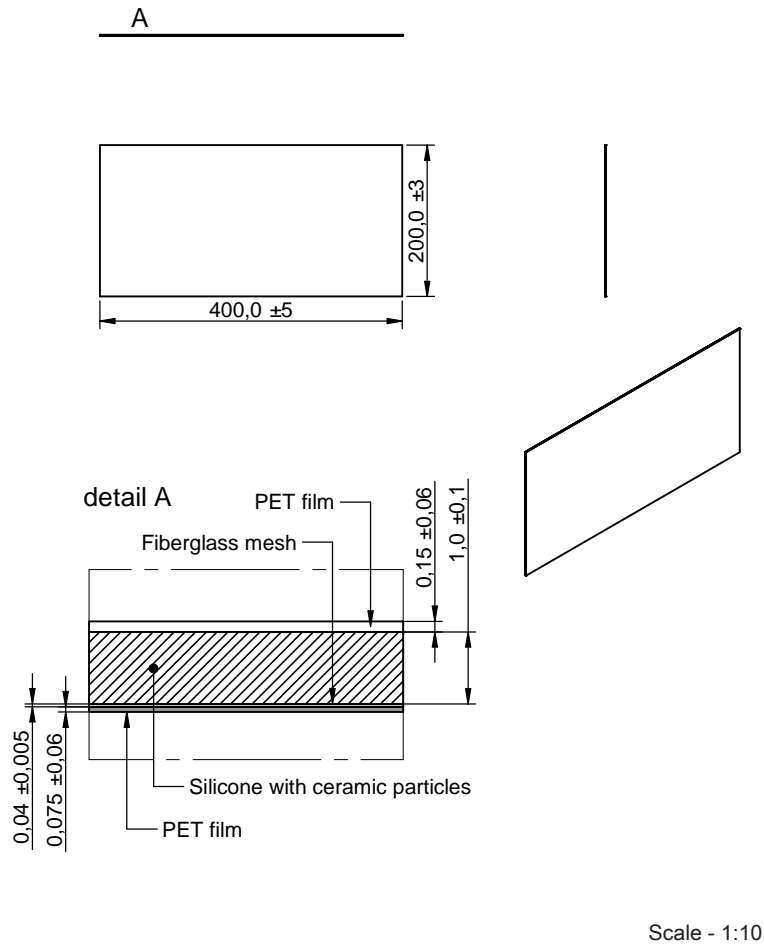 A
200,0 ±3
400,0 ±5
detail A
PET film
Fiberglass mesh
0,15 ±0,06
1,0 ±0,1
0,04 ±0,005
0,075 ±0,06
Silicone with ceramic particles
PET film
Scale - 1:10